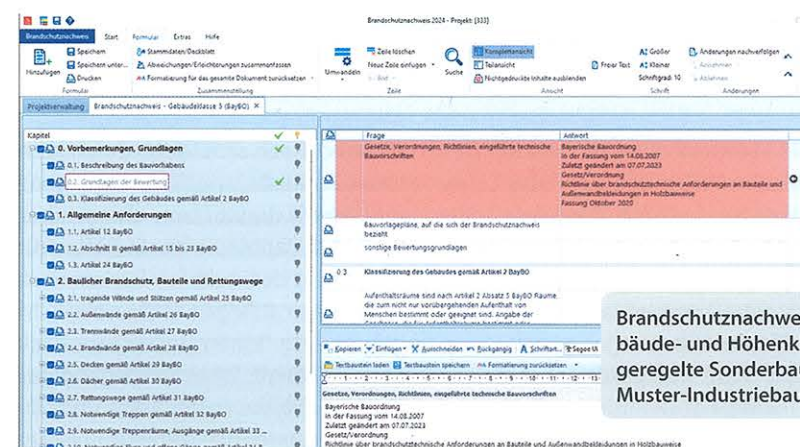 Brandschutznachweis 2024 - Projekt: [333]
Brandschutznachweis Start Formular Extras Hilfe
Hinzufügen
Speichern
Speichern unter...
Drucken
Formular
Stammdaten/Deckblatt
Abweichungen/Erleichterungen zusammenfassen
Formatierung für das gesamte Dokument zurücksetzen
Zusammenstellung
Umwandeln
Zeile löschen
Neue Zeile einfügen
Bild
Zeile
Suche
Komplettansicht
Teilansicht
Nichtgedruckte Inhalte ausblenden
Freier Text
Ansicht
Größer
Kleiner
Schriftgrad: 10
Schrift
Änderungen nachverfolgen
Annehmen
Ablehnen
Änderungen
Projektverwaltung Brandschutznachweis - Gebäudeklasse 3 (BayBO)
Kapitel
0. Vorbemerkungen, Grundlagen
0.1. Beschreibung des Bauvorhabens
0.2. Grundlagen der Bewertung
0.3. Klassifizierung des Gebäudes gemäß Artikel 2 BayBO
1. Allgemeine Anforderungen
1.1. Artikel 12 BayBO
1.2. Abschnitt III gemäß Artikel 15 bis 23 BayBO
1.3. Artikel 24 BayBO
2. Baulicher Brandschutz, Bauteile und Rettungswege
2.1. tragende Wände und Stützen gemäß Artikel 25 BayBO
2.2. Außenwände gemäß Artikel 26 BayBO
2.3. Trennwände gemäß Artikel 27 BayBO
2.4. Brandwände gemäß Artikel 28 BayBO
2.5. Decken gemäß Artikel 29 BayBO
2.6. Dächer gemäß Artikel 30 BayBO
2.7. Rettungswege gemäß Artikel 31 BayBO
2.8. Notwendige Treppen gemäß Artikel 32 BayBO
2.9. Notwendige Treppenräume, Ausgänge gemäß Artikel 33 ...
Frage Antwort
Gesetze, Verordnungen, Richtlinien, eingeführte technische
Bauvorschriften
Bayerische Bauordnung
in der Fassung vom 14.08.2007
Zuletzt geändert am 07.07.2023
Gesetz/Verordnung
Richtlinie über brandschutztechnische Anforderungen an Bauteile und
Außenwandbekleidungen in Holzbauweise
Fassung Oktober 2020
Bauvorlagepläne, auf die sich der Brandschutznachweis
bezieht
sonstige Bewertungsgrundlagen
0.3 Klassifizierung des Gebäudes gemäß Artikel 2 BayBO
Aufenthaltsräume sind nach Artikel 2 Absatz 5 BayBO Räume,
die zum nicht nur vorübergehenden Aufenthalt von
Menschen bestimmt oder geeignet sind. Angabe der
Kopieren Einfügen Ausschneiden Rückgängig Schriftart... Segoe UI
Textbaustein laden Textbaustein speichern Formatierung zurücksetzen
1 2 3 4 5 6 7 8 9 10 11 12 13
Gesetze, Verordnungen, Richtlinien, eingeführte technische Bauvorschriften
Bayerische Bauordnung
in der Fassung vom 14.08.2007
Zuletzt geändert am 07.07.2023
Gesetz/Verordnung
Richtlinie über brandschutztechnische Anforderungen an Bauteile und Außenwandbekleidungen in Holzbauweise
Brandschutznachwe
bäude- und Höhenk
geregelte Sonderbau
Muster-Industriebau